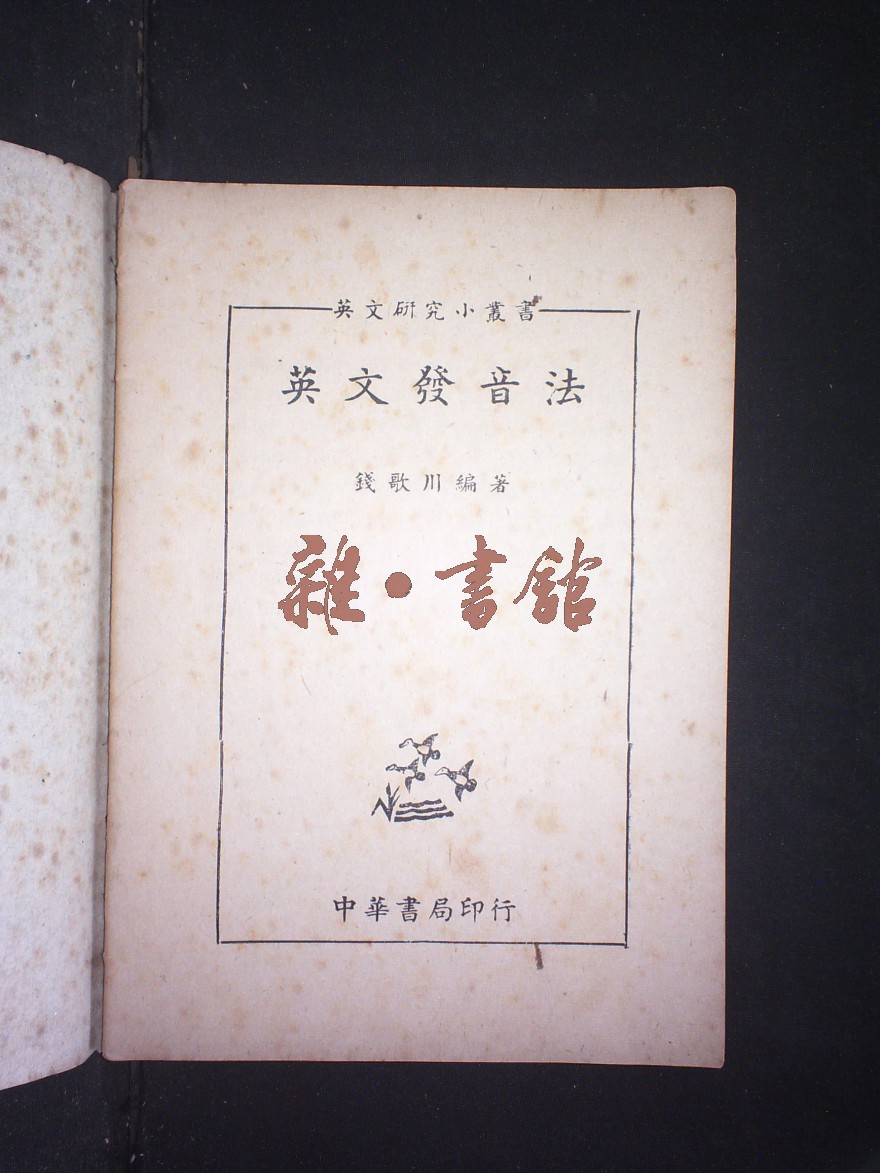 英文研究小叢書
英文發音法
錢歌川編著
雜·書館
中華書局印行